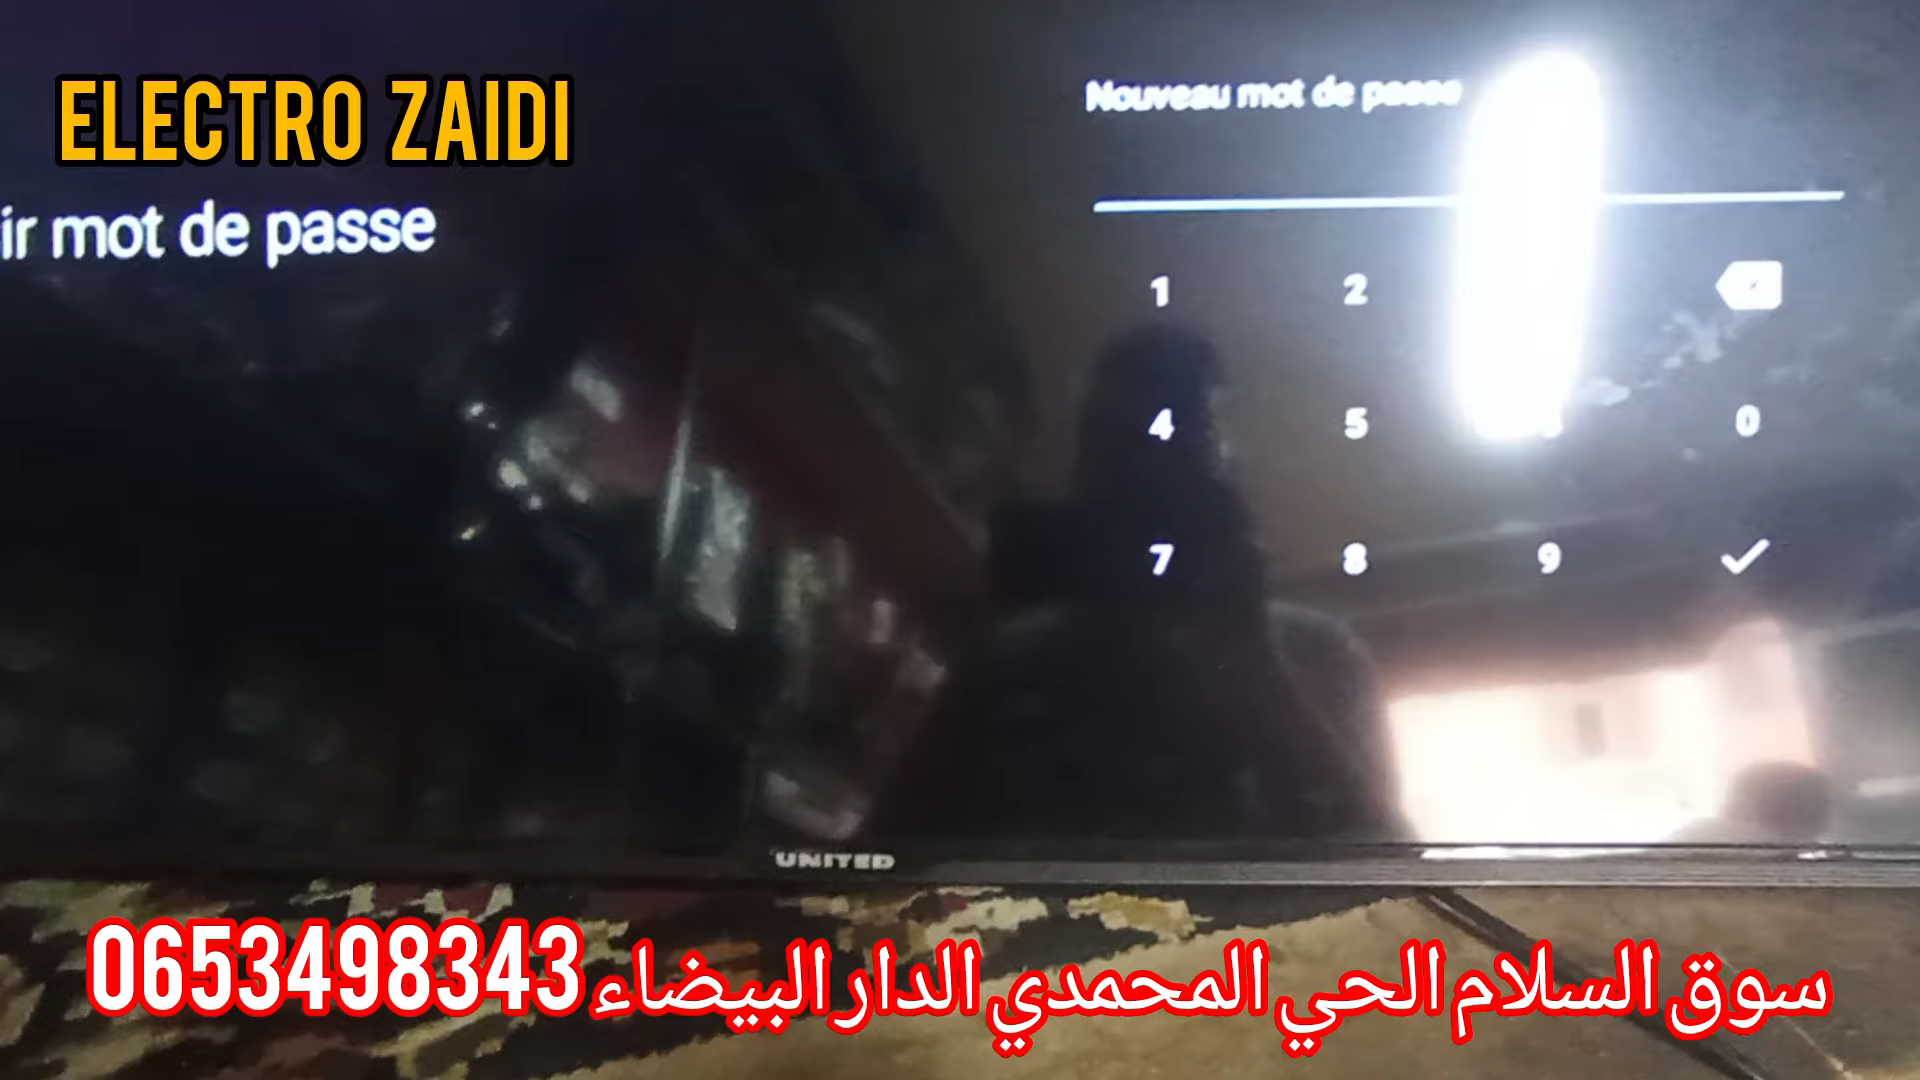 ELECTRO ZAIDI
ir mot de passe
Nouveau mot de passe
1 2
4 5 0
7 8 9
UNITED
سوق السلام الحي المحمدي الدار البيضاء 0653498343